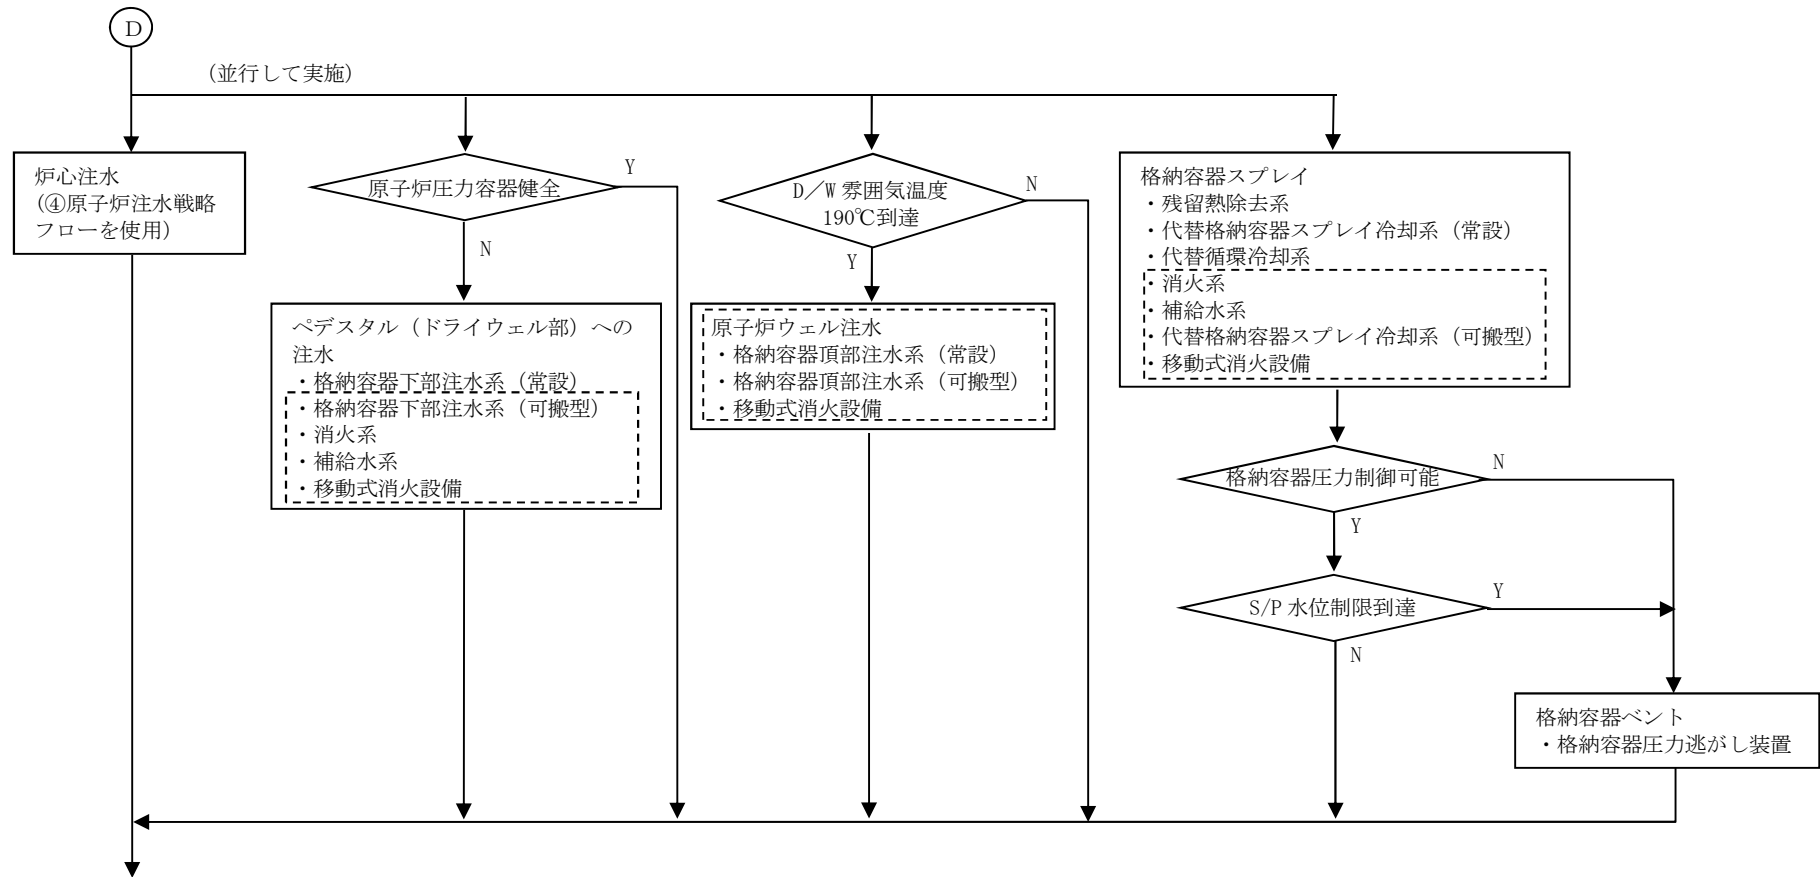 D
(並行して実施)
炉心注水
(④原子炉注水戦略
フローを使用)
原子炉圧力容器健全
Y
N
ペデスタル(ドライウェル部)への
注水
・格納容器下部注水系(常設)
・格納容器下部注水系(可搬型)
・消火系
・補給水系
・移動式消火設備
D/W 雰囲気温度
190℃到達
N
Y
原子炉ウェル注水
・格納容器頂部注水系(常設)
・格納容器頂部注水系(可搬型)
・移動式消火設備
格納容器スプレイ
・残留熱除去系
・代替格納容器スプレイ冷却系(常設)
・代替循環冷却系
・消火系
・補給水系
・代替格納容器スプレイ冷却系(可搬型)
・移動式消火設備
格納容器圧力制御可能
N
Y
S/P 水位制限到達
Y
N
格納容器ベント
・格納容器圧力逃がし装置